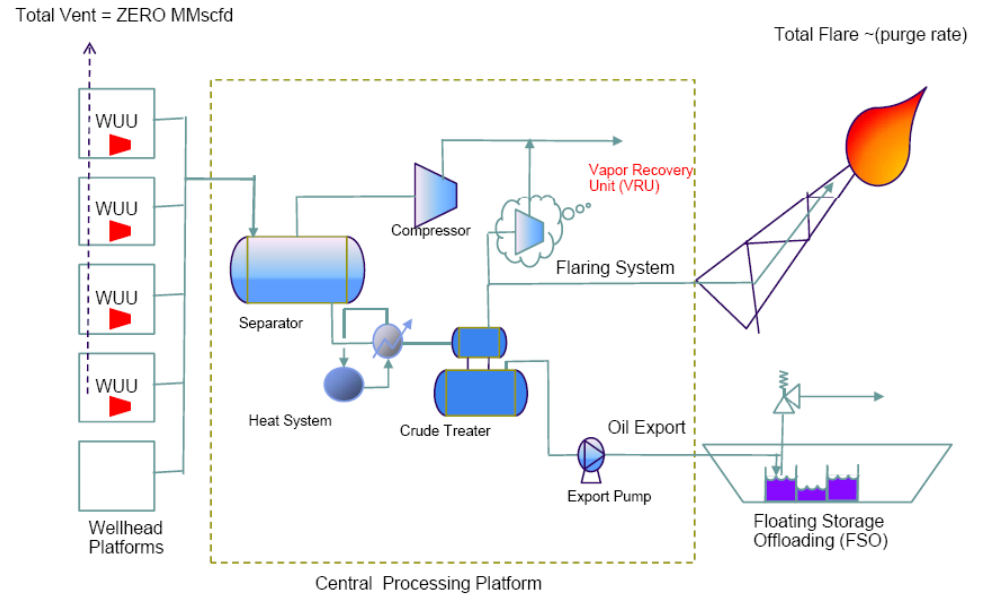 Total Vent = ZERO MMscfd
Total Flare ~(purge rate)
WUU
WUU
WUU
WUU
Vapor Recovery
Unit (VRU)
Compressor
Flaring System
Separator
Heat System
Crude Treater
Oil Export
Export Pump
Wellhead
Platforms
Floating Storage
Offloading (FSO)
Central Processing Platform